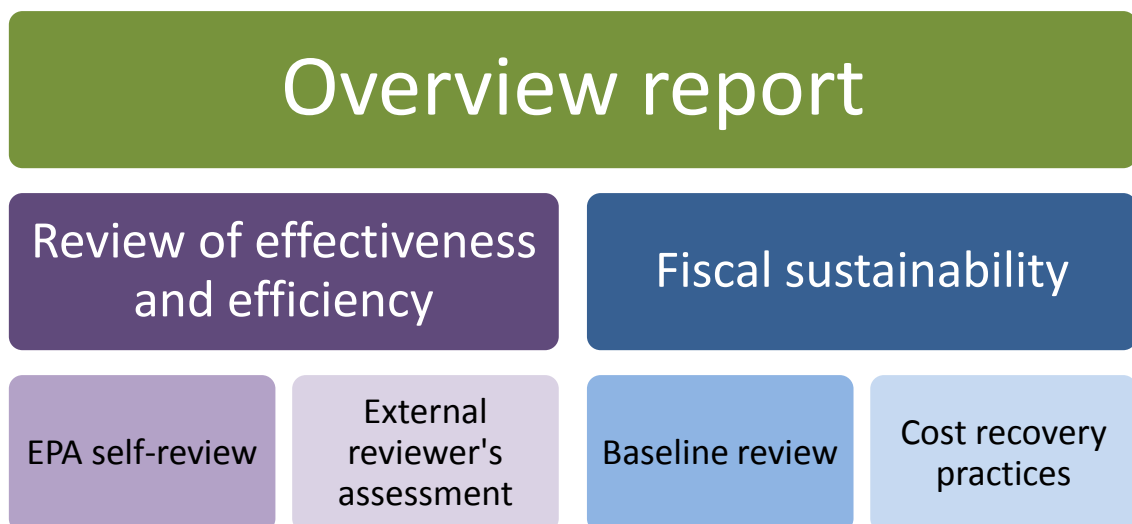 Overview report
Review of effectiveness
and efficiency
Fiscal sustainability
EPA self-review
External
reviewer's
assessment
Baseline review
Cost recovery
practices